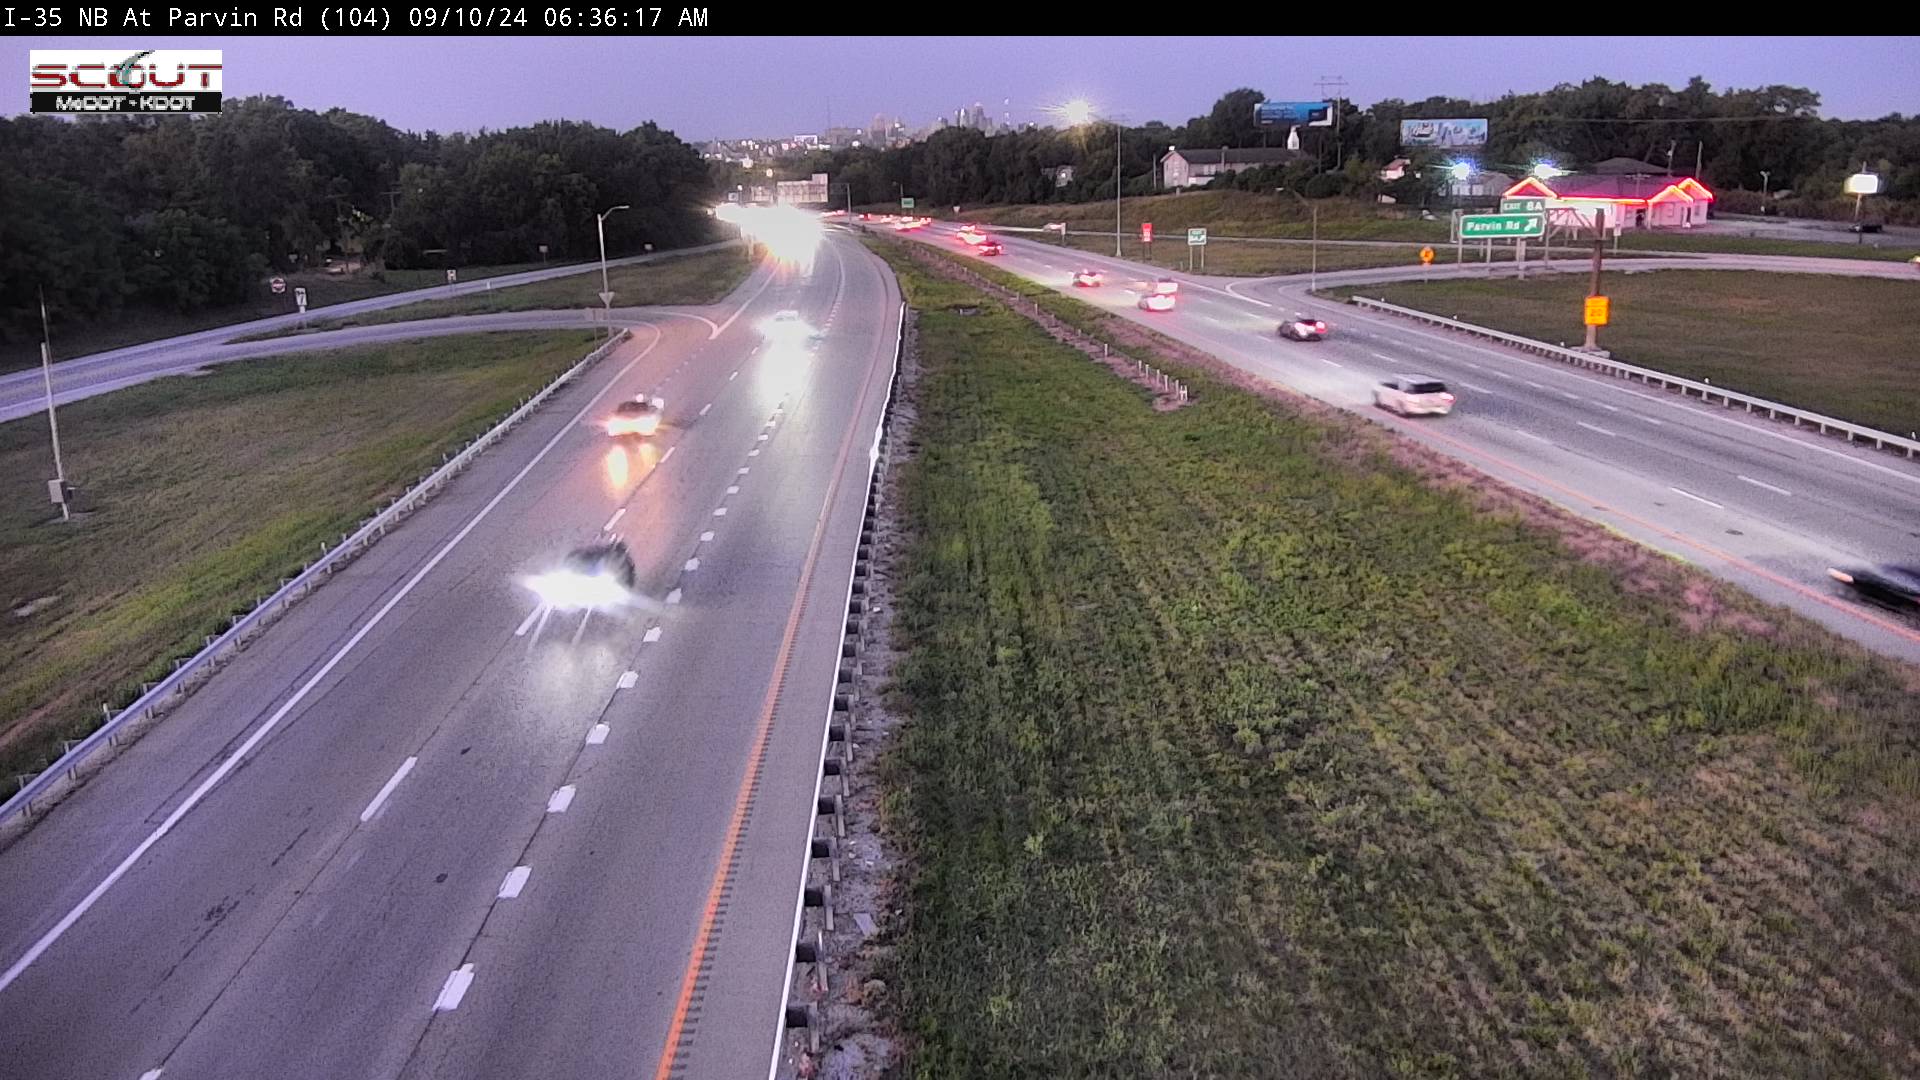 I-35 NB At Parvin Rd (104) 09/10/24 06:36:17 AM
SCOUT
MoDOT - KDOT
EXIT 8A
Parvin Rd
20